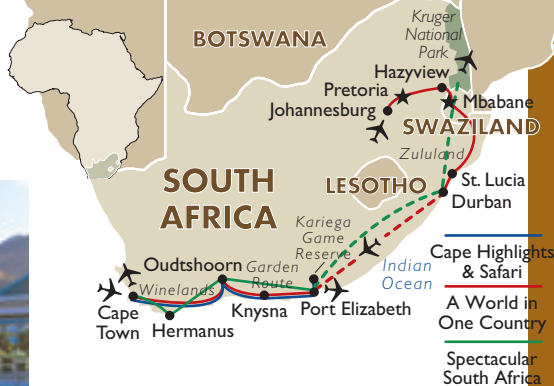 Kruger
National
Park
BOTSWANA
Hazyview
Pretoria
Johannesburg
Mbabane
SWAZILAND
Zululand
SOUTH
AFRICA
LESOTHO
St. Lucia
Durban
Kariega
Game
Reserve
Indian
Ocean
Oudtshoorn
Garden
Route
Winelands
Cape
Town
Hermanus
Knysna
Port Elizabeth
Cape Highlights
& Safari
A World in
One Country
Spectacular
South Africa